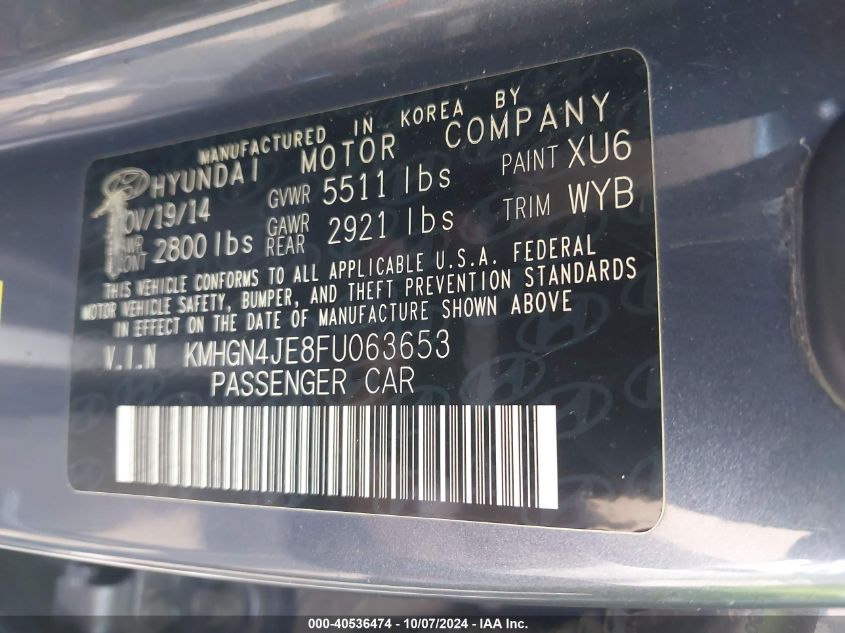 MANUFACTURED IN KOREA BY
HYUNDAI MOTOR COMPANY
OV/19/14 GVWR 5511 lbs PAINT XU6
2800 lbs GAWR REAR 2921 lbs TRIM WYB
THIS VEHICLE CONFORMS TO ALL APPLICABLE U.S.A. FEDERAL
MOTOR VEHICLE SAFETY, BUMPER, AND THEFT PREVENTION STANDARDS
IN EFFECT ON THE DATE OF MANUFACTURE SHOWN ABOVE
V.I.N KMHGN4JE8FU063653
PASSENGER CAR
000-40536474 - 10/07/2024 - IAA Inc.